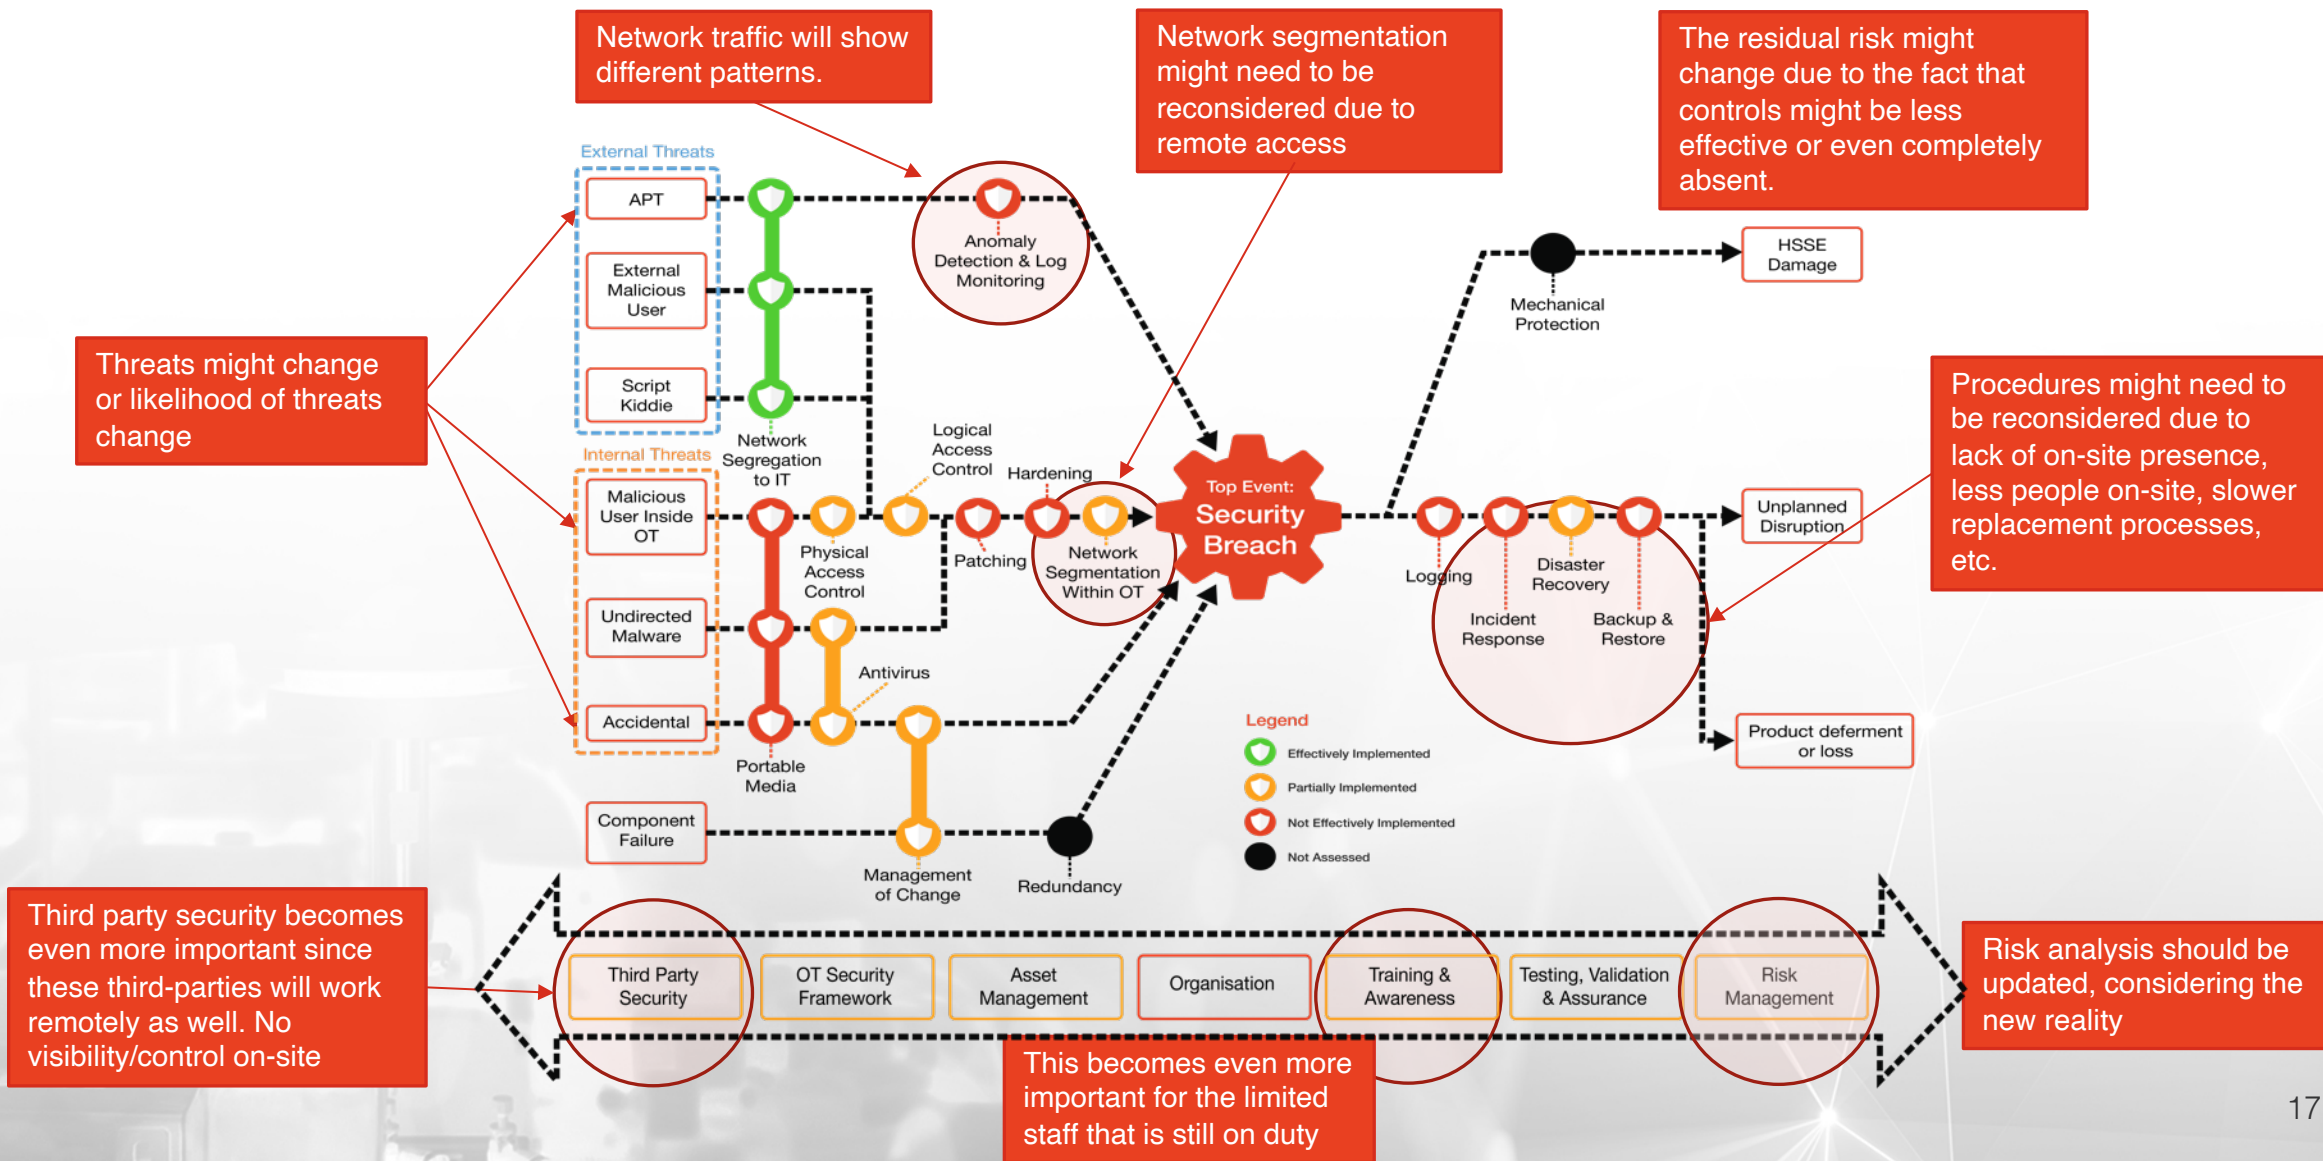 Network traffic will show
different patterns.
Network segmentation
might need to be
reconsidered due to
remote access
The residual risk might
change due to the fact that
controls might be less
effective or even completely
absent.
External Threats
APT
External
Malicious
User
Script
Kiddie
Anomaly
Detection & Log
Monitoring
HSSE
Damage
Mechanical
Protection
Threats might change
or likelihood of threats
change
Procedures might need to
be reconsidered due to
lack of on-site presence,
less people on-site, slower
replacement processes,
etc.
Network
Segregation
to IT
Logical
Access
Control
Hardening
Internal Threats
Malicious
User Inside
OT
Undirected
Malware
Accidental
Physical
Access
Control
Patching
Network
Segmentation
Within OT
Top Event:
Security
Breach
Logging
Incident
Response
Disaster
Recovery
Backup &
Restore
Unplanned
Disruption
Antivirus
Portable
Media
Product deferment
or loss
Legend
Effectively Implemented
Partially Implemented
Not Effectively Implemented
Not Assessed
Component
Failure
Management
of Change
Redundancy
Third party security becomes
even more important since
these third-parties will work
remotely as well. No
visibility/control on-site
Third Party
Security
OT Security
Framework
Asset
Management
Organisation
Training &
Awareness
Testing, Validation
& Assurance
Risk
Management
Risk analysis should be
updated, considering the
new reality
This becomes even more
important for the limited
staff that is still on duty
17